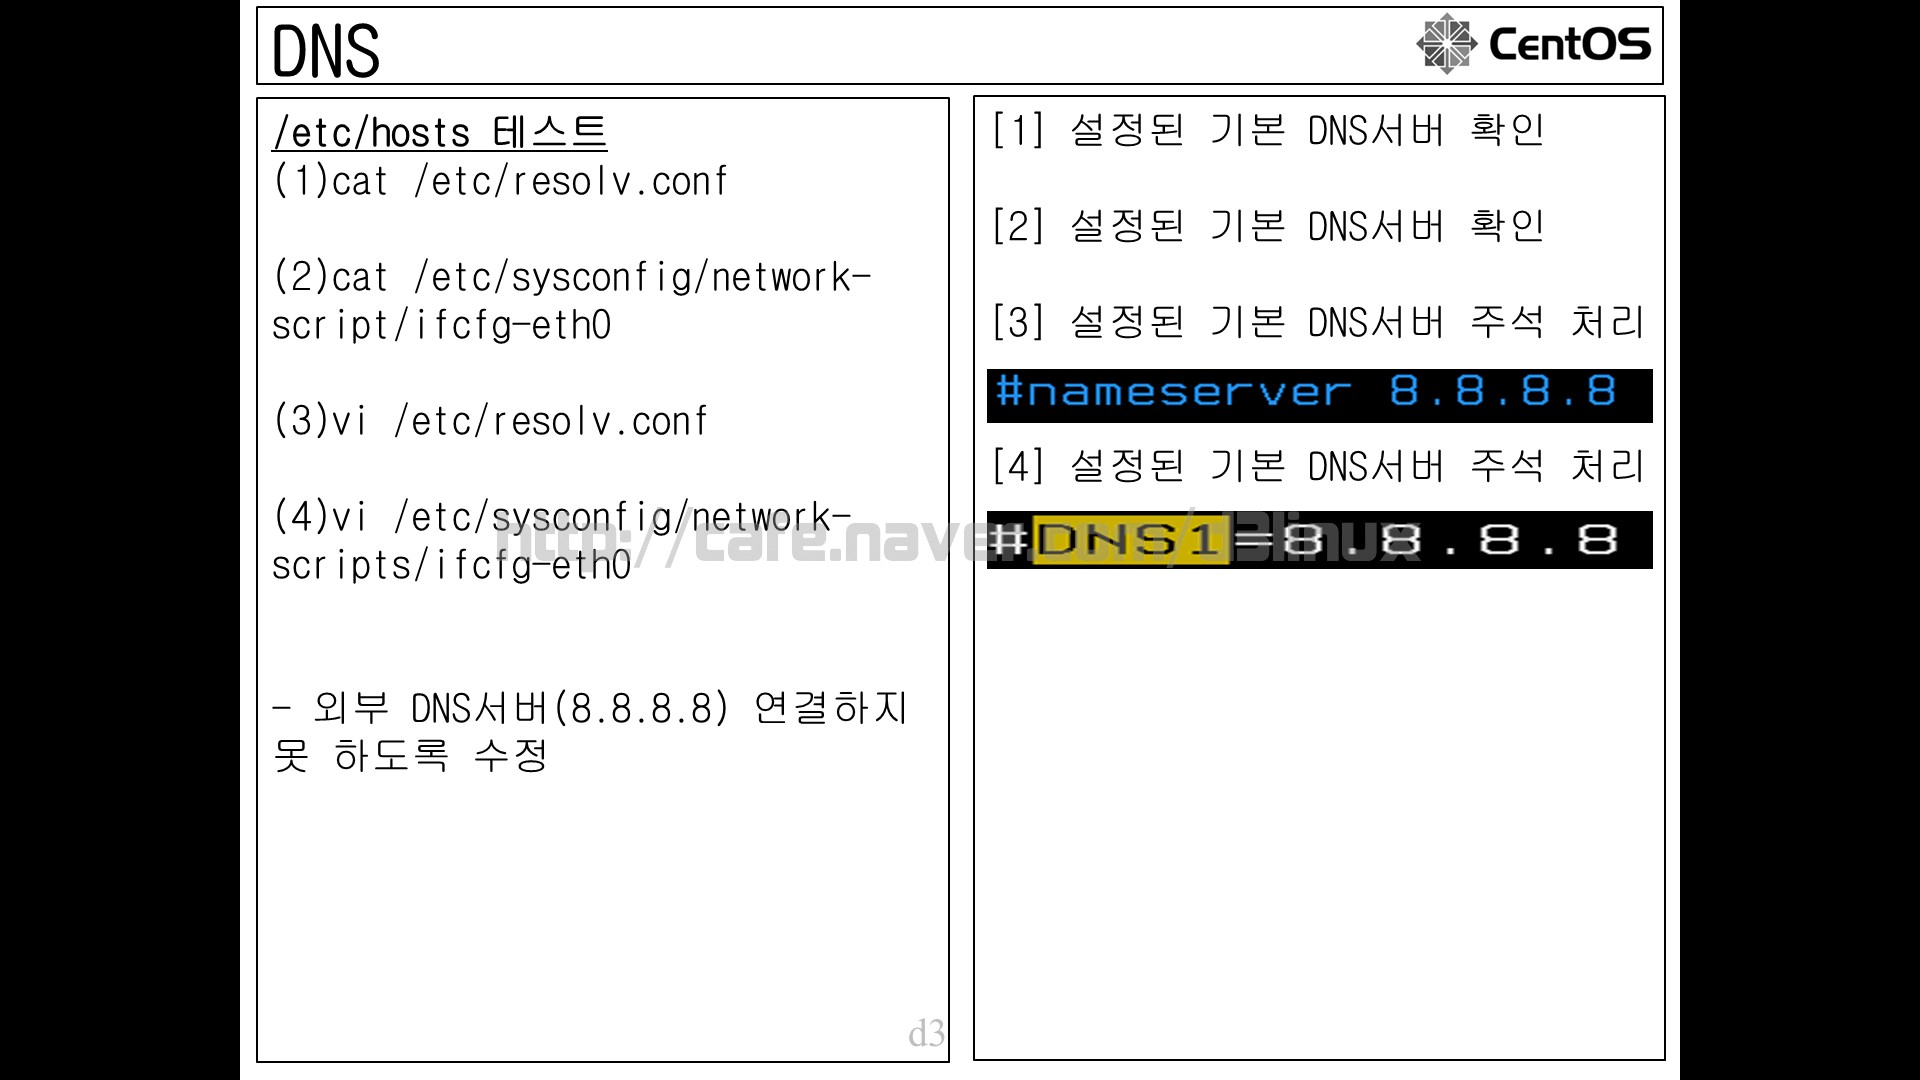 DNS
CentOS
/etc/hosts 테스트
(1)cat /etc/resolv.conf
(2)cat /etc/sysconfig/network-
script/ifcfg-eth0
(3)vi /etc/resolv.conf
(4)vi /etc/sysconfig/network-
scripts/ifcfg-eth0
- 외부 DNS서버(8.8.8.8) 연결하지
못 하도록 수정
d3
[1] 설정된 기본 DNS서버 확인
[2] 설정된 기본 DNS서버 확인
[3] 설정된 기본 DNS서버 주석 처리
#nameserver 8.8.8.8
[4] 설정된 기본 DNS서버 주석 처리
#DNS1=8.8.8.8
http://cafe.naver.com/d3linux